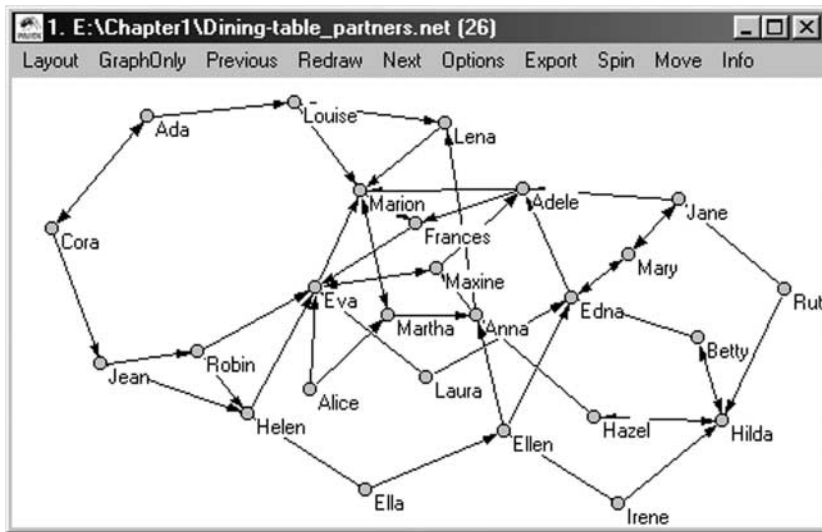 1. E:\Chapter1\Dining-table_partners.net (26)
Layout GraphOnly Previous Redraw Next Options Export Spin Move Info
Louise
Ada
Lena
Marion
Adele
Jane
Frances
Cora
Mary
Maxine
Eva
Rut
Edna
Martha
Anna
Betty
Robin
Jean
Laura
Alice
Helen
Hazel
Hilda
Ellen
Ella
Irene